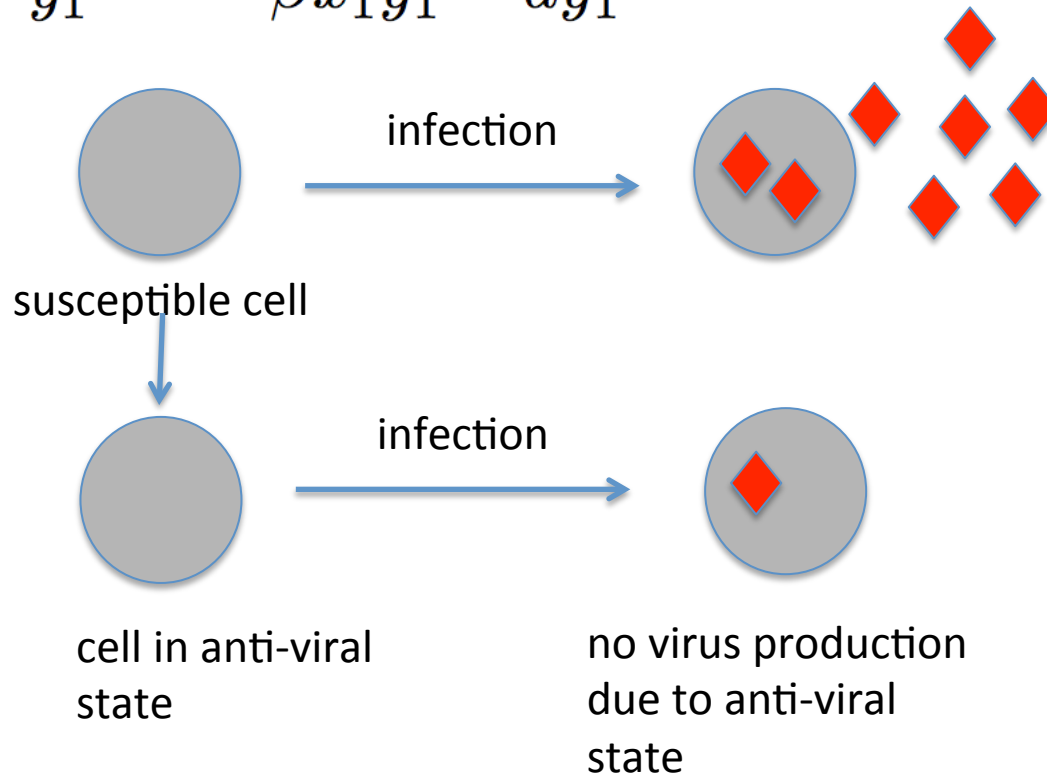 infection
susceptible cell
infection
cell in anti-viral
state
no virus production
due to anti-viral
state